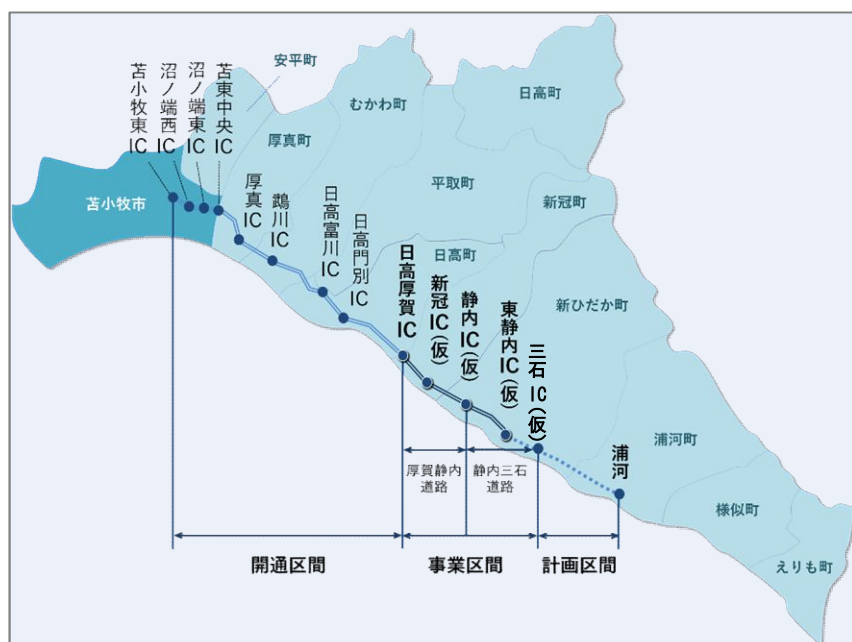 安平町
むかわ町
日高町
厚真町
平取町
新冠町
日高町
新ひだか町
浦河町
様似町
えりも町
苫小牧市
苫小牧東IC
沼ノ端西IC
沼ノ端東IC
苫東中央IC
厚真IC
鵡川IC
日高富川IC
日高門別IC
日高厚賀IC
新冠IC(仮)
静内IC(仮)
東静内IC(仮)
三石IC(仮)
浦河
厚賀静内
道路
静内三石
道路
開通区間
事業区間
計画区間